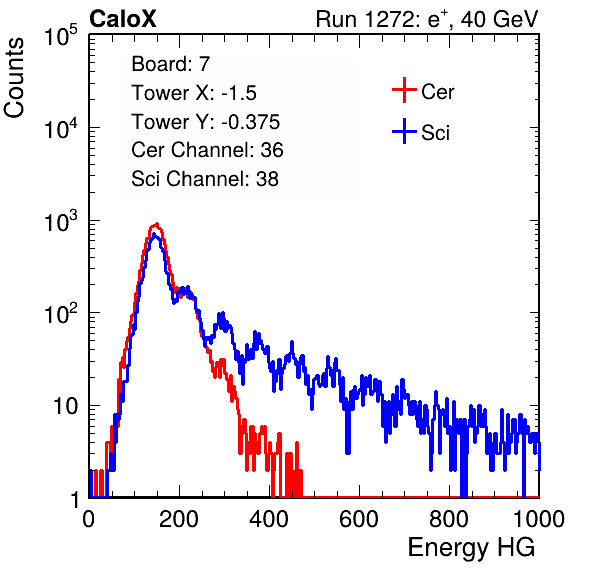 CaloX Run 1272: e⁺, 40 GeV
Board: 7
Tower X: -1.5
Tower Y: -0.375
Cer Channel: 36
Sci Channel: 38
Cer
Sci
Counts
10⁵
10⁴
10³
10²
10
1
0 200 400 600 800 1000
Energy HG